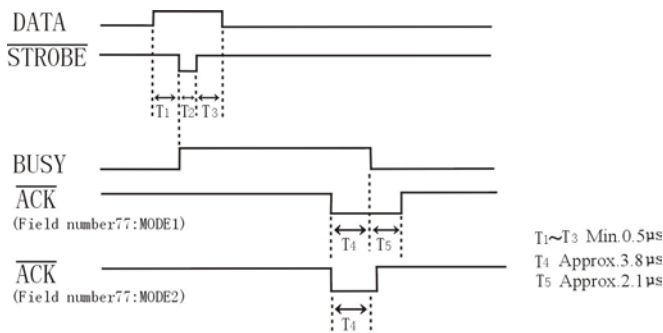 DATA
STROBE
T1 T2 T3
BUSY
ACK
(Field number77:MODE1)
T4 T5
T1~T3 Min.0.5μs
T4 Approx.3.8μs
T5 Approx.2.1μs
ACK
(Field number77:MODE2)
T4